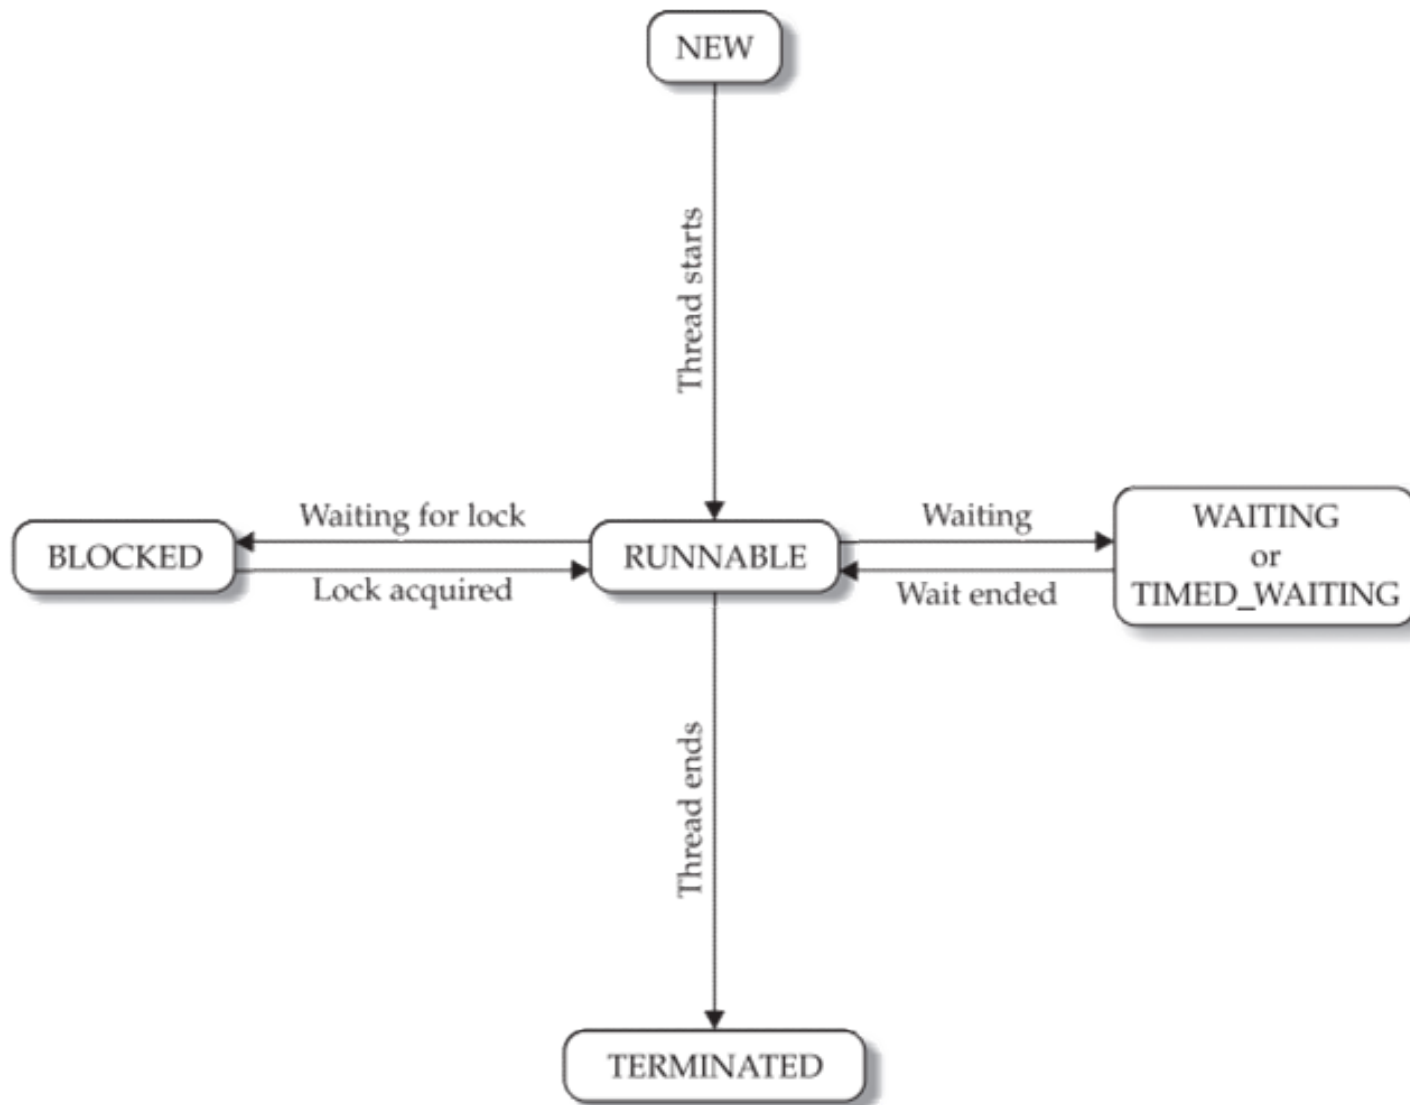 NEW
Thread starts
Waiting for lock
Waiting
BLOCKED
RUNNABLE
WAITING
or
TIMED_WAITING
Lock acquired
Wait ended
Thread ends
TERMINATED